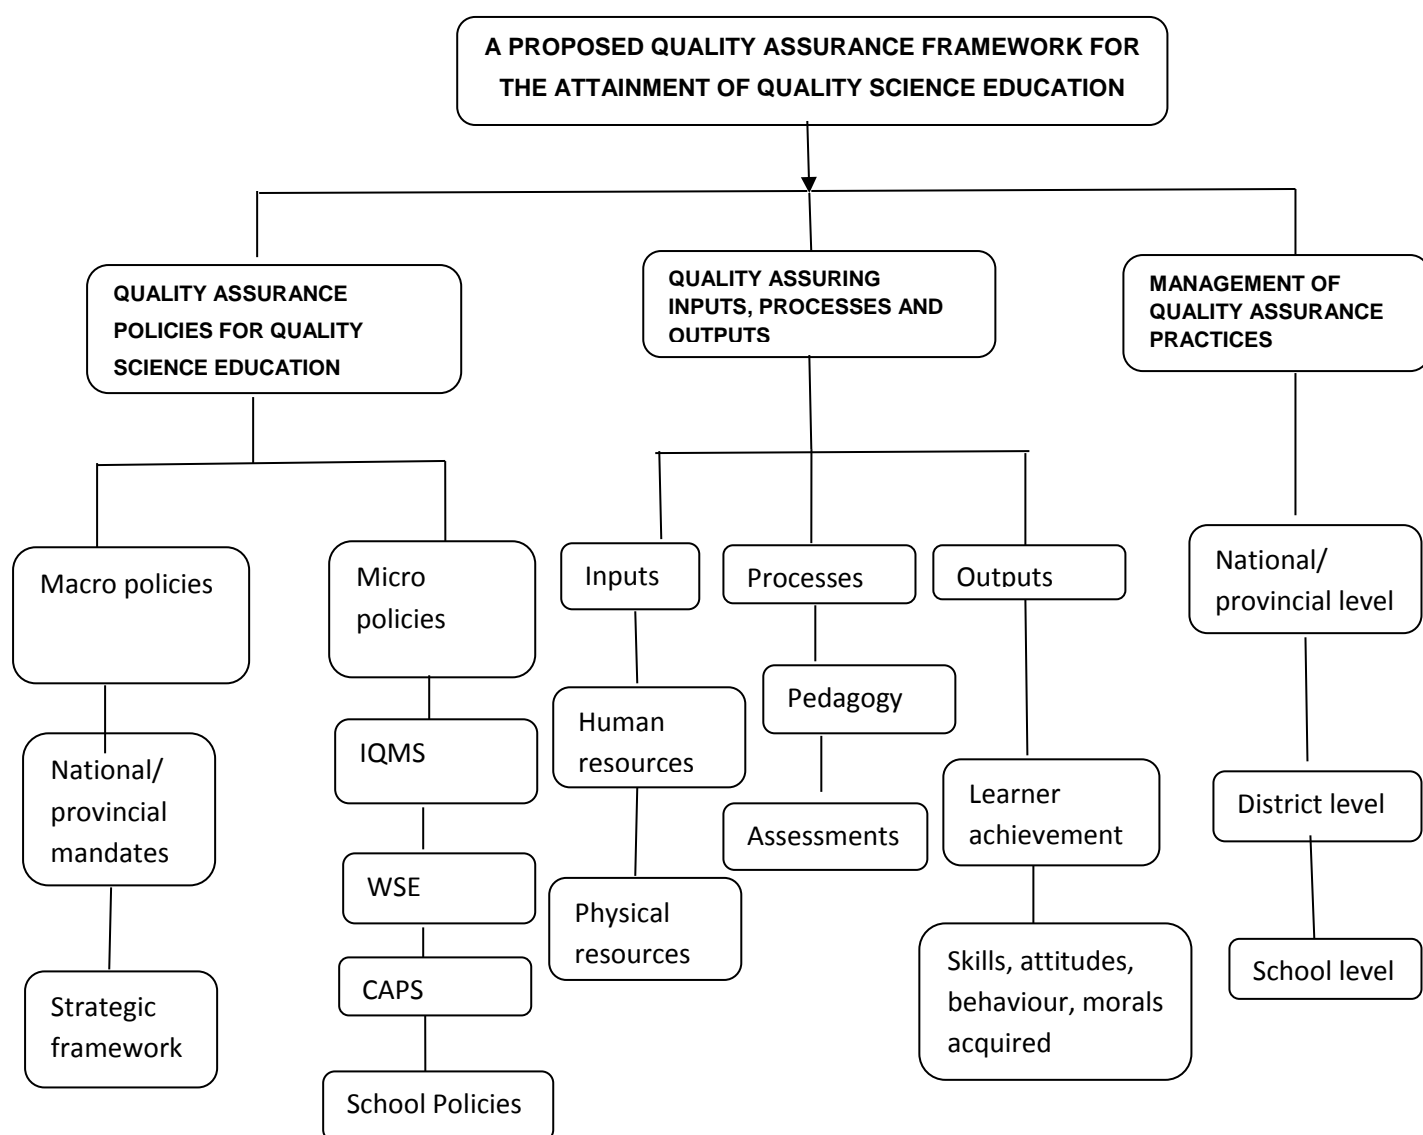 A PROPOSED QUALITY ASSURANCE FRAMEWORK FOR
THE ATTAINMENT OF QUALITY SCIENCE EDUCATION
QUALITY ASSURANCE
POLICIES FOR QUALITY
SCIENCE EDUCATION
QUALITY ASSURING
INPUTS, PROCESSES AND
OUTPUTS
MANAGEMENT OF
QUALITY ASSURANCE
PRACTICES
Macro policies
National/
provincial
mandates
Strategic
framework
Micro
policies
IQMS
WSE
CAPS
School Policies
Inputs
Human
resources
Physical
resources
Processes
Pedagogy
Assessments
Outputs
Learner
achievement
Skills, attitudes,
behaviour, morals
acquired
National/
provincial level
District level
School level